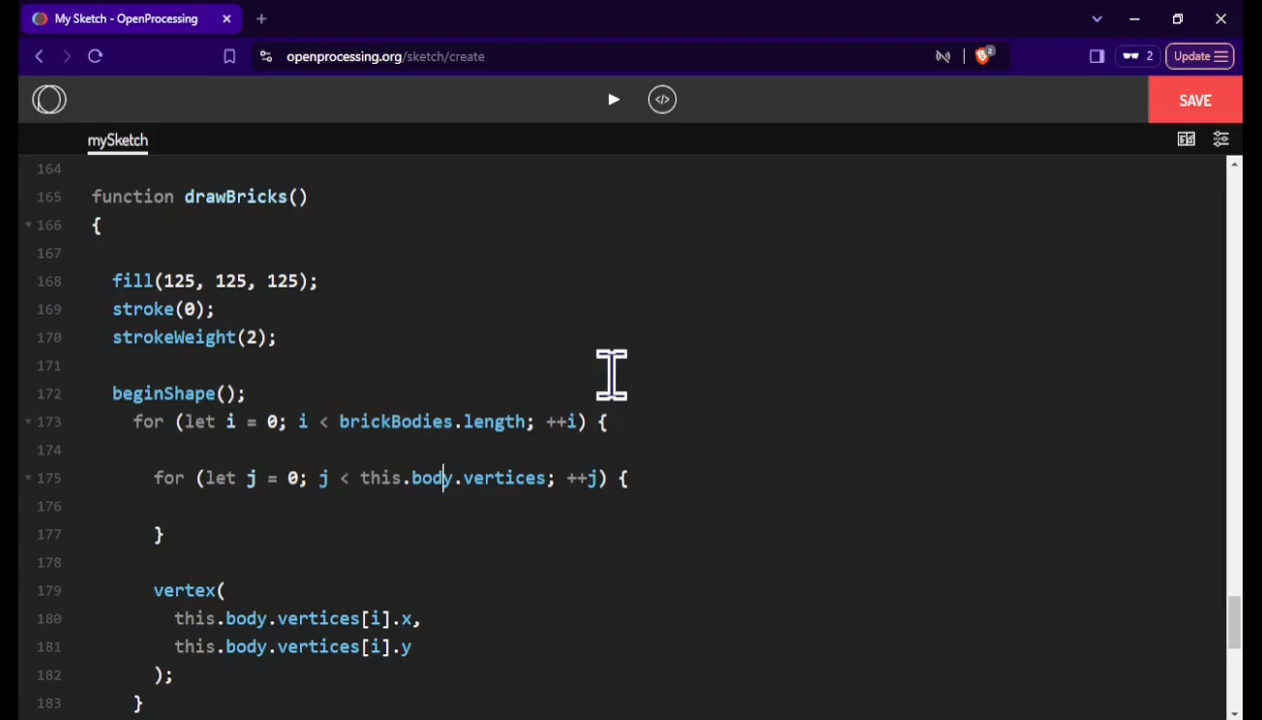 My Sketch - OpenProcessing
openprocessing.org/sketch/create
2
2
Update
</>
SAVE
mySketch
164
165 function drawBricks()
166 {
167
168 fill(125, 125, 125);
169 stroke(0);
170 strokeWeight(2);
171
172 beginShape();
173 for (let i = 0; i < brickBodies.length; ++i) {
174
175 for (let j = 0; j < this.body.vertices; ++j) {
176
177 }
178
179 vertex(
180 this.body.vertices[i].x,
181 this.body.vertices[i].y
182 );
183 }